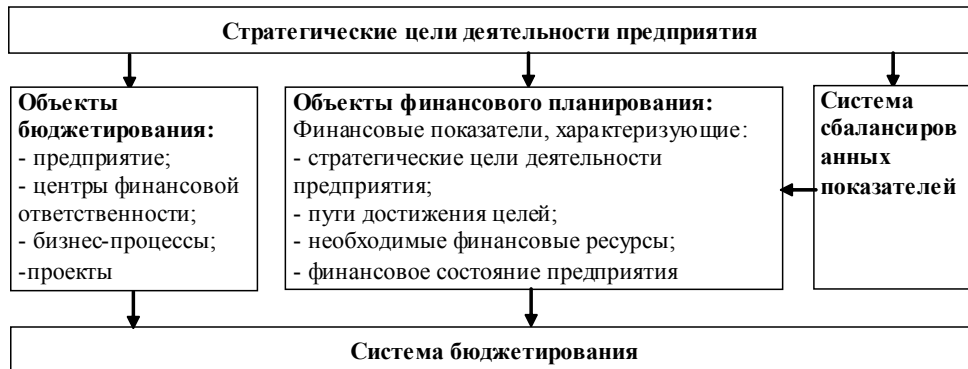 Стратегические цели деятельности предприятия
Объекты
бюджетирования:
- предприятие;
- центры финансовой
ответственности;
- бизнес-процессы;
-проекты
Объекты финансового планирования:
Финансовые показатели, характеризующие:
- стратегические цели деятельности
предприятия;
- пути достижения целей;
- необходимые финансовые ресурсы;
- финансовое состояние предприятия
Система
сбалансиров
анных
показателей
Система бюджетирования